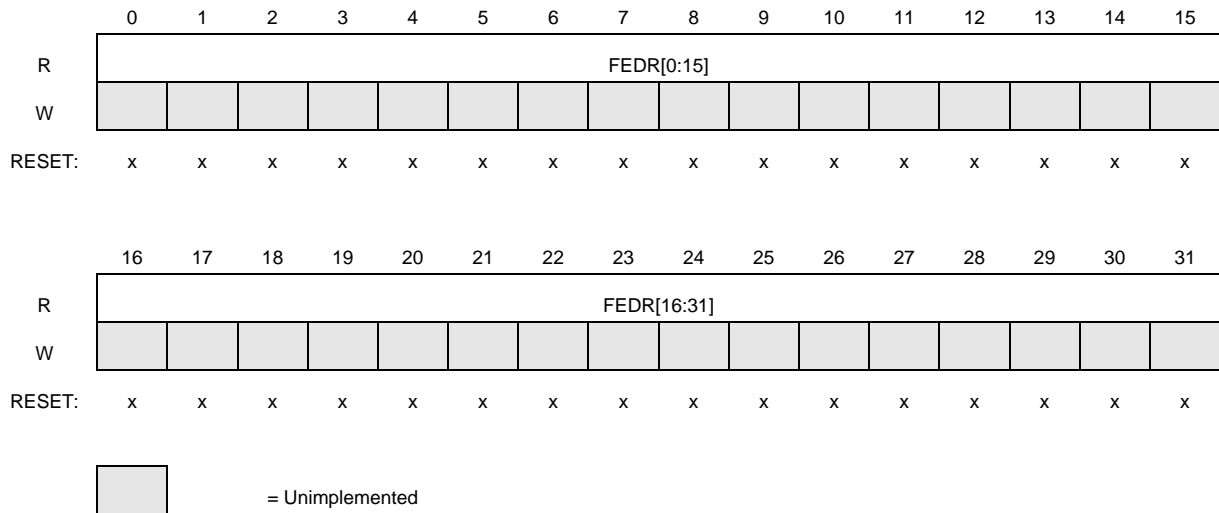 0 1 2 3 4 5 6 7 8 9 10 11 12 13 14 15
R FEDR[0:15]
W
RESET: x x x x x x x x x x x x x x x x
16 17 18 19 20 21 22 23 24 25 26 27 28 29 30 31
R FEDR[16:31]
W
RESET: x x x x x x x x x x x x x x x x
= Unimplemented